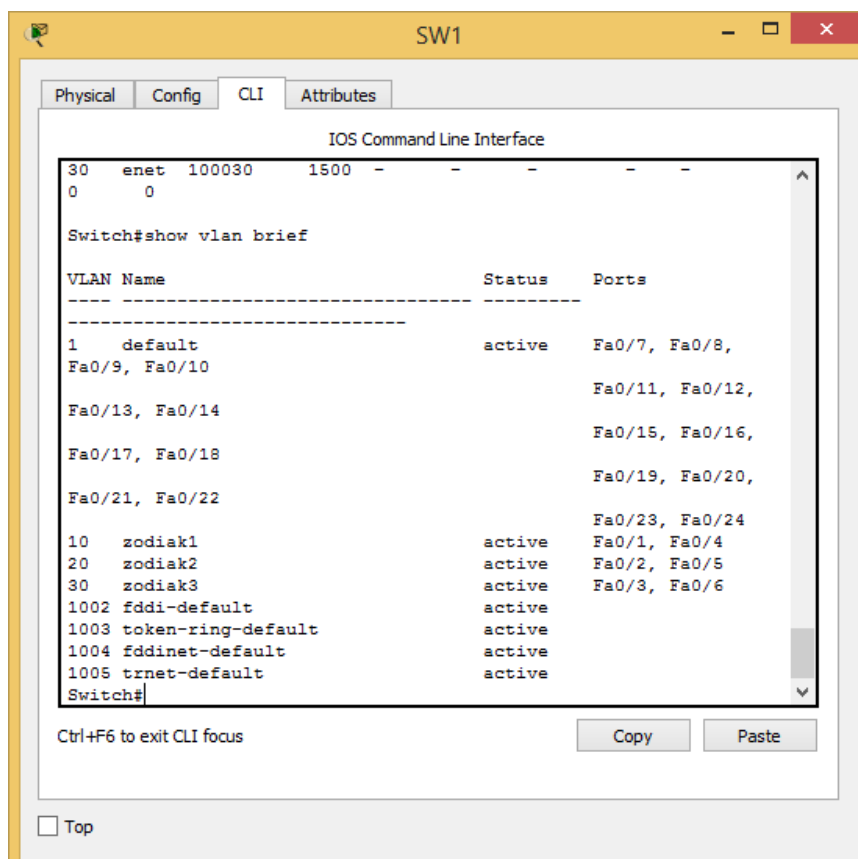 SW1
Physical Config CLI Attributes
IOS Command Line Interface
30 enet 100030 1500 - - - - -
0 0
Switch#show vlan brief
VLAN Name Status Ports
---- -------------------------------- ---------
-------------------------------
1 default active Fa0/7, Fa0/8,
Fa0/9, Fa0/10
Fa0/11, Fa0/12,
Fa0/13, Fa0/14
Fa0/15, Fa0/16,
Fa0/17, Fa0/18
Fa0/19, Fa0/20,
Fa0/21, Fa0/22
Fa0/23, Fa0/24
10 zodiak1 active Fa0/1, Fa0/4
20 zodiak2 active Fa0/2, Fa0/5
30 zodiak3 active Fa0/3, Fa0/6
1002 fddi-default active
1003 token-ring-default active
1004 fddinet-default active
1005 trnet-default active
Switch#
Ctrl+F6 to exit CLI focus Copy Paste
Top